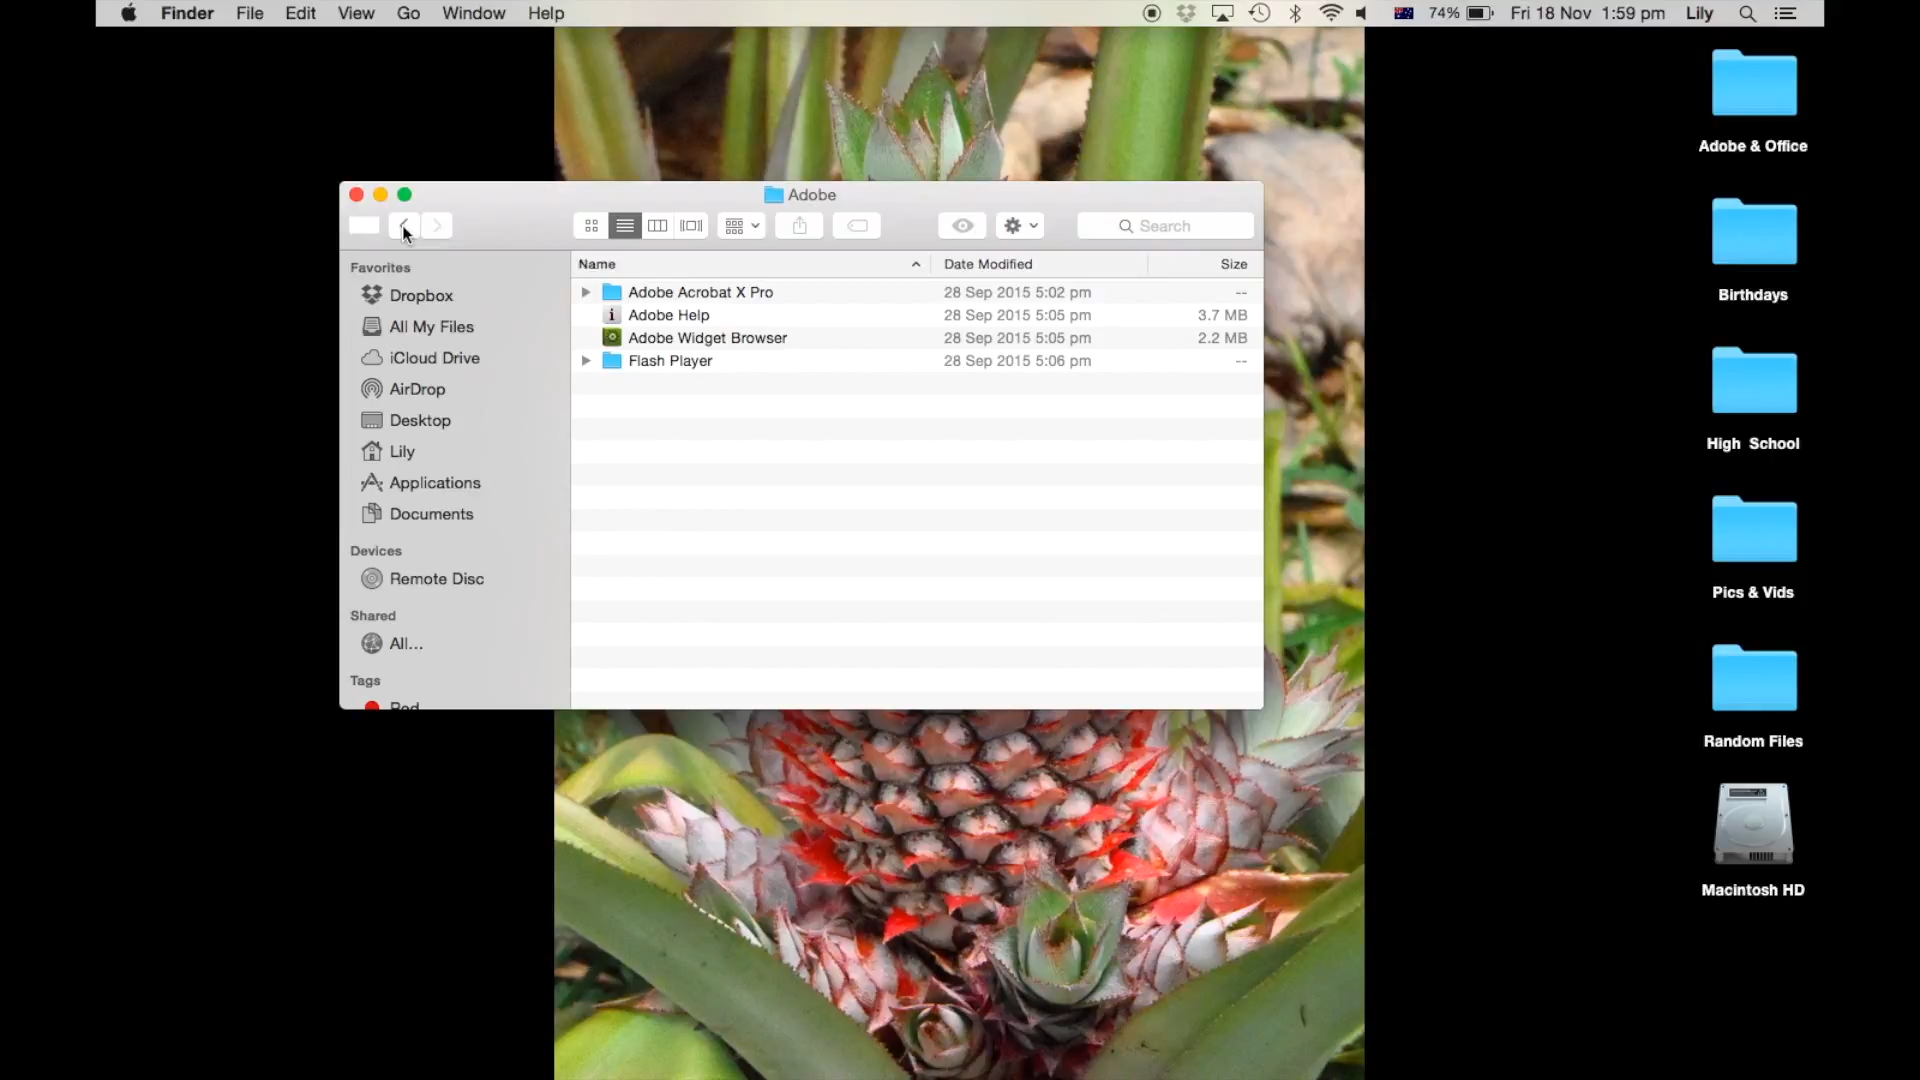 Finder File Edit View Go Window Help 74% Fri 18 Nov 1:59 pm Lily
Adobe
Search
Favorites
Dropbox
All My Files
iCloud Drive
AirDrop
Desktop
Lily
Applications
Documents
Devices
Remote Disc
Shared
All...
Tags
Red
Name Date Modified Size
Adobe Acrobat X Pro 28 Sep 2015 5:02 pm --
Adobe Help 28 Sep 2015 5:05 pm 3.7 MB
Adobe Widget Browser 28 Sep 2015 5:05 pm 2.2 MB
Flash Player 28 Sep 2015 5:06 pm --
Adobe & Office
Birthdays
High School
Pics & Vids
Random Files
Macintosh HD